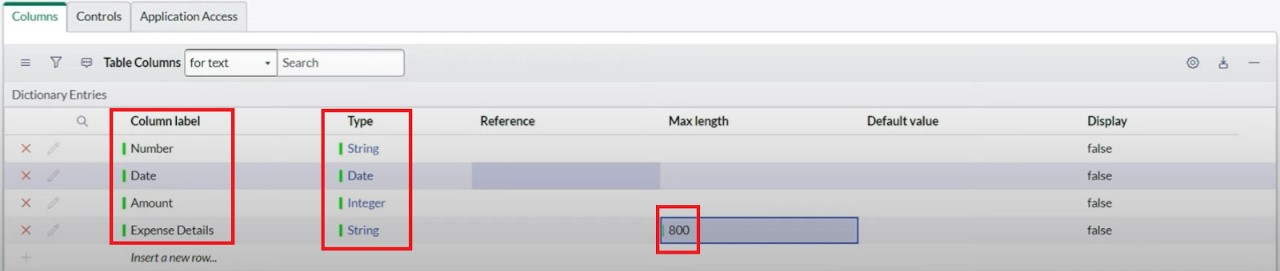 Columns Controls Application Access
Table Columns for text Search
Dictionary Entries
Column label Type Reference Max length Default value Display
Number String false
Date Date false
Amount Integer false
Expense Details String 800 false
Insert a new row...